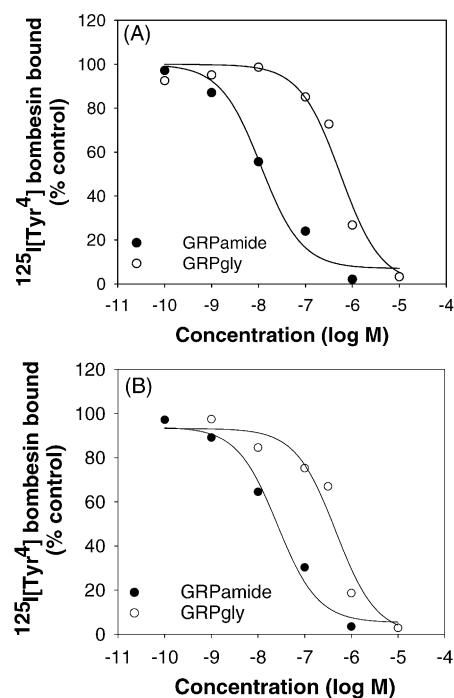 (A)
120
100
80
60
40
20
0
125I[Tyr4] bombesin bound
(% control)
GRPamide
GRPgly
-11 -10 -9 -8 -7 -6 -5 -4
Concentration (log M)
(B)
120
100
80
60
40
20
0
125I[Tyr4] bombesin bound
(% control)
GRPamide
GRPgly
-11 -10 -9 -8 -7 -6 -5 -4
Concentration (log M)